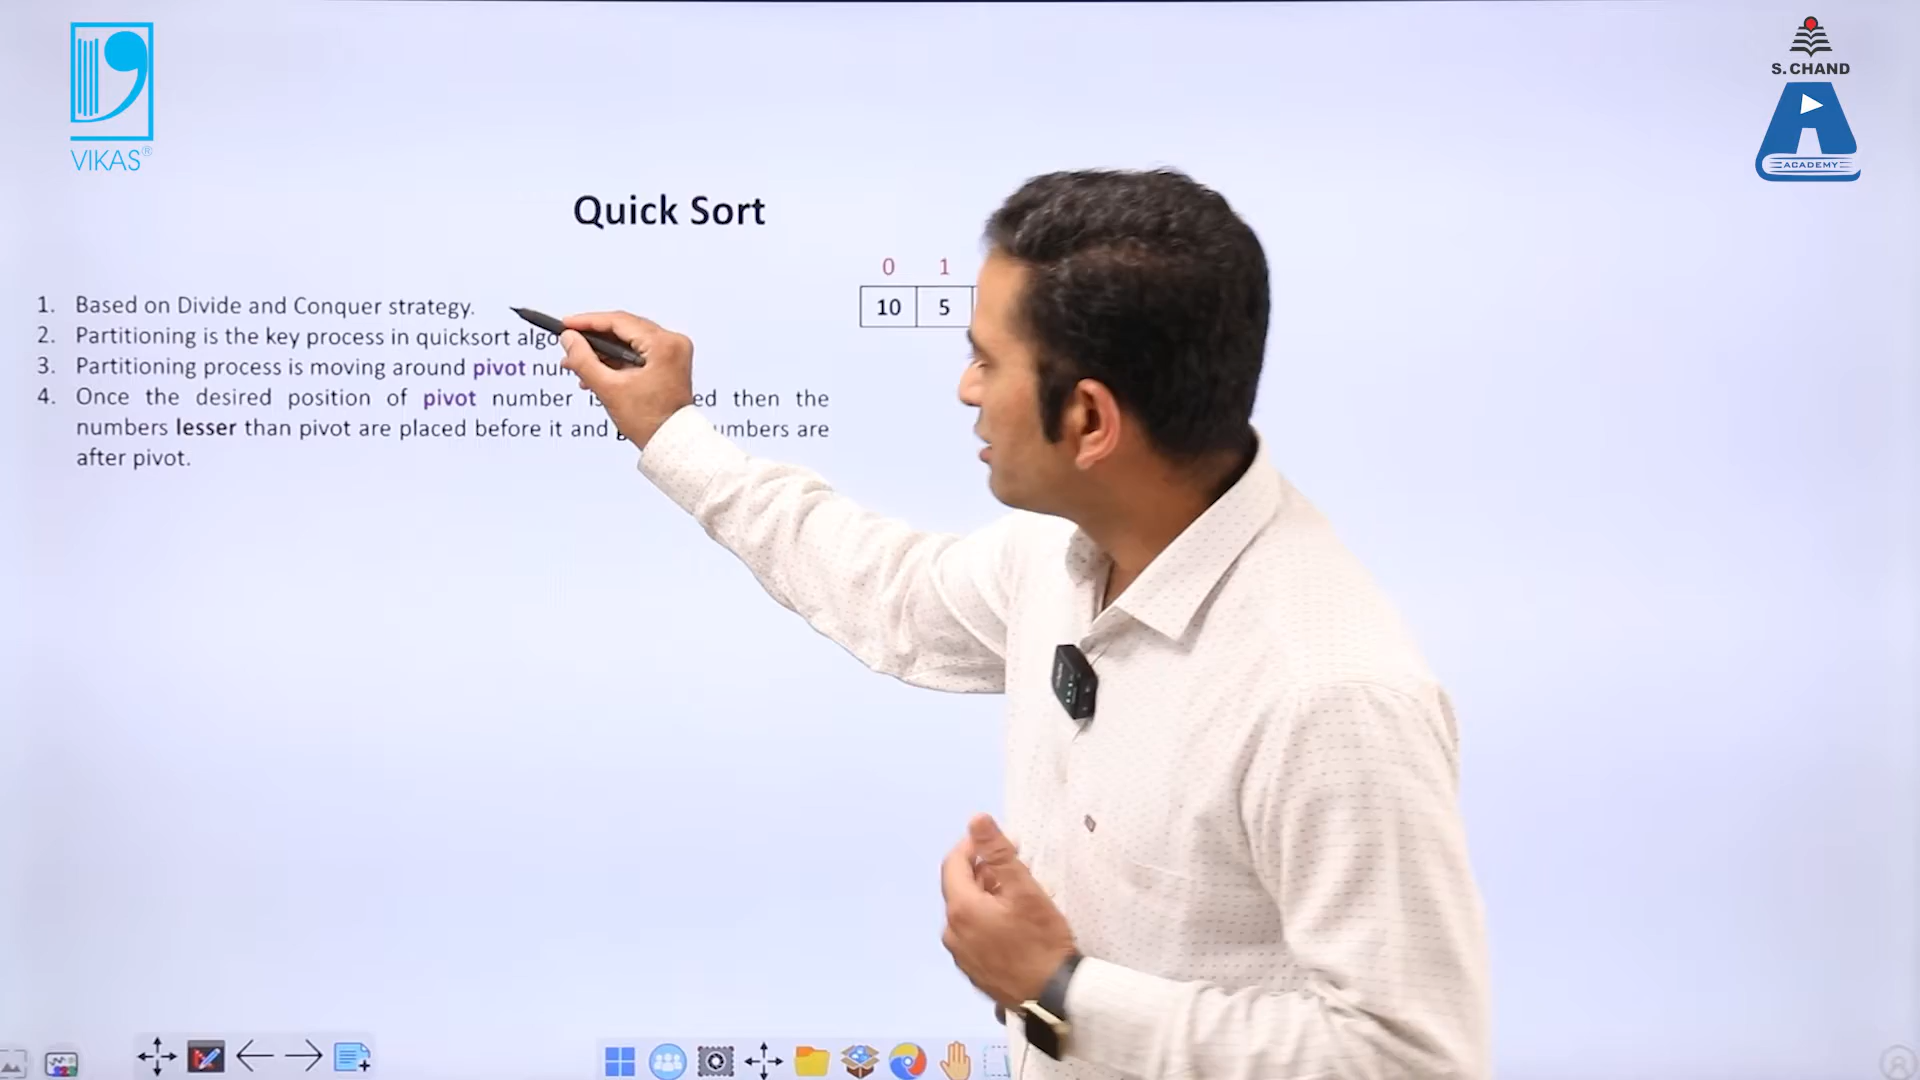 VIKAS®
S. CHAND
ACADEMY
Quick Sort
0 1
10 5
1. Based on Divide and Conquer strategy.
2. Partitioning is the key process in quicksort
3. Partitioning process is moving around pivot
4. Once the desired position of pivot number then the
numbers lesser than pivot are placed before it and are
after pivot.